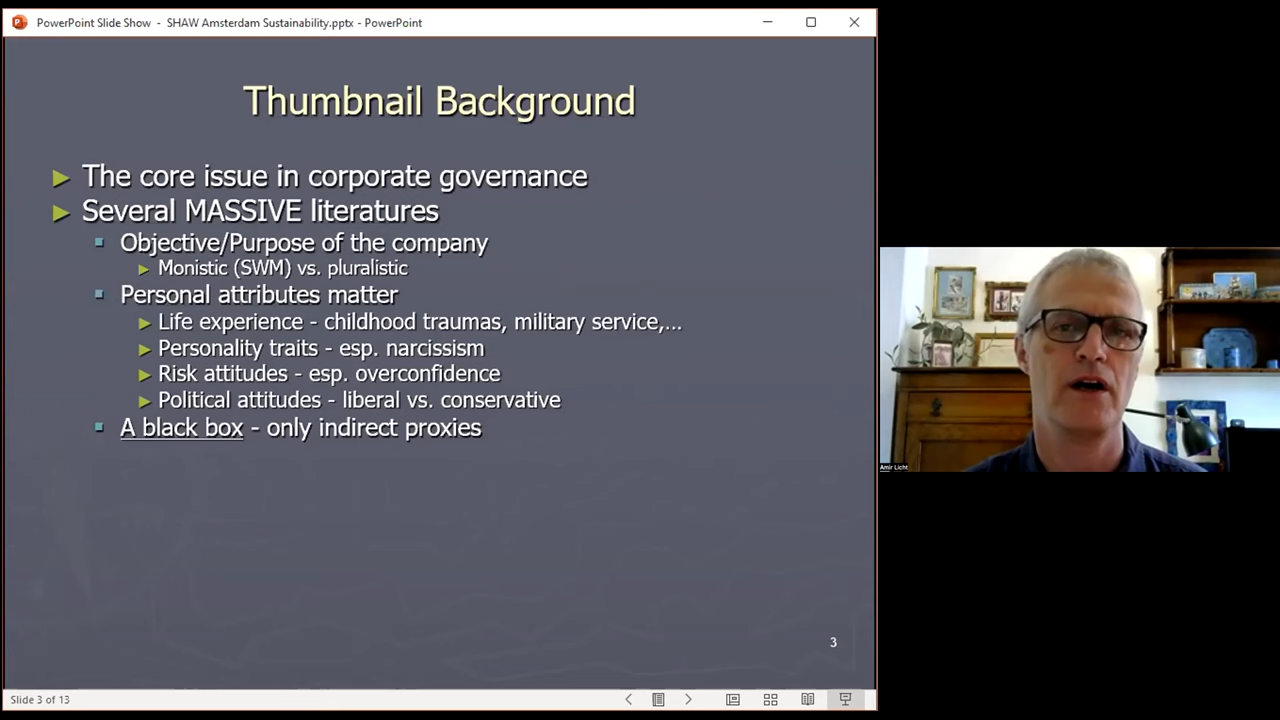 PowerPoint Slide Show - SHAW Amsterdam Sustainability.pptx - PowerPoint
Thumbnail Background
The core issue in corporate governance
Several MASSIVE literatures
Objective/Purpose of the company
Monistic (SWM) vs. pluralistic
Personal attributes matter
Life experience - childhood traumas, military service,...
Personality traits - esp. narcissism
Risk attitudes - esp. overconfidence
Political attitudes - liberal vs. conservative
A black box - only indirect proxies
3
Slide 3 of 13
Amir Licht